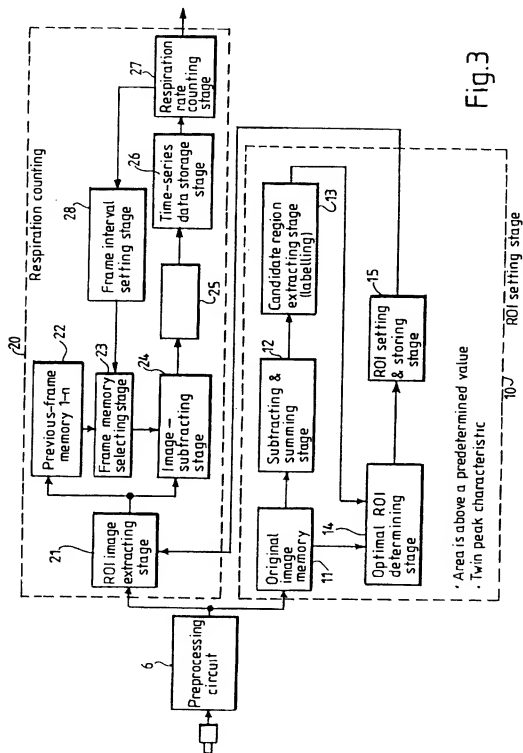 20
Respiration counting
22
Previous-frame
memory 1-n
28
Frame interval
setting stage
27
Respiration
rate
counting
stage
23
Frame memory
selecting stage
26
Time-series
data storage
stage
21
ROI image
extracting
stage
24
Image-
subtracting
stage
25
6
Preprocessing
circuit
Original
image
memory
11
12
Subtracting &
summing
stage
Candidate region
extracting stage
(labelling)
13
14
Optimal ROI
determining
stage
15
ROI setting
& storing
stage
• Area is above a predetermined value
• Twin peak characteristic
10
ROI setting stage
Fig.3